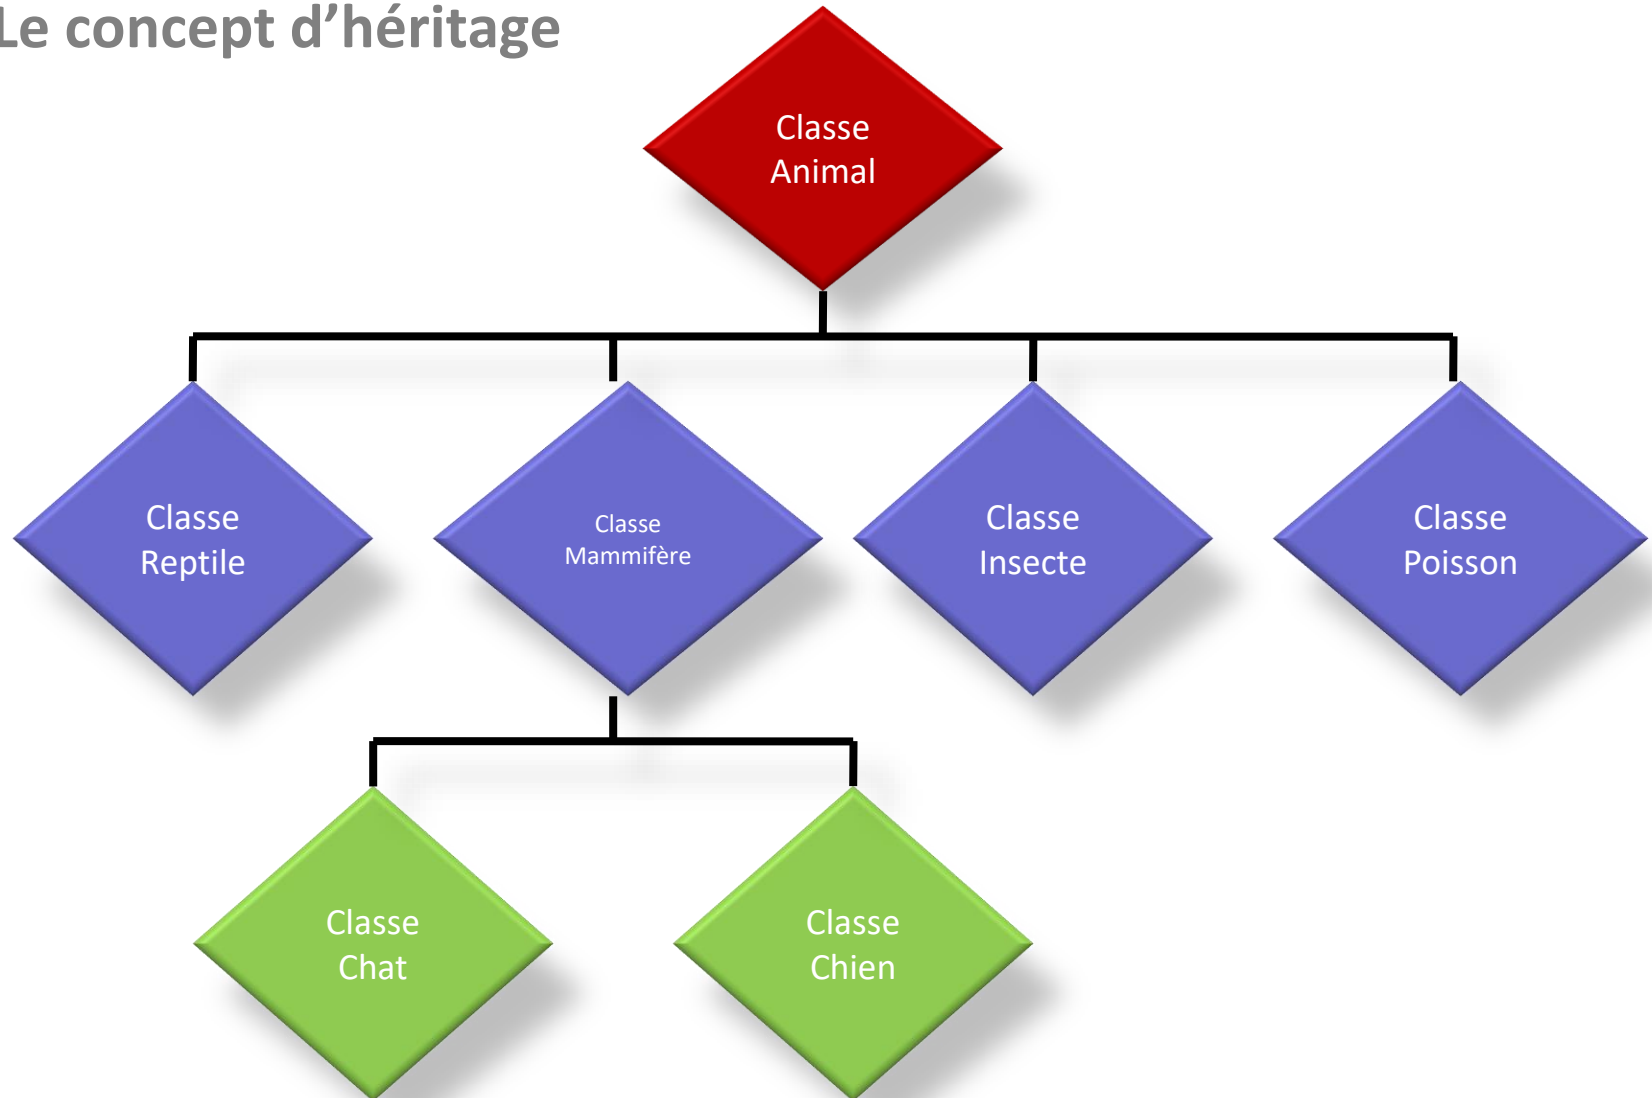 Le concept d’héritage
Classe
Animal
Classe
Reptile
Classe
Mammifère
Classe
Insecte
Classe
Poisson
Classe
Chat
Classe
Chien